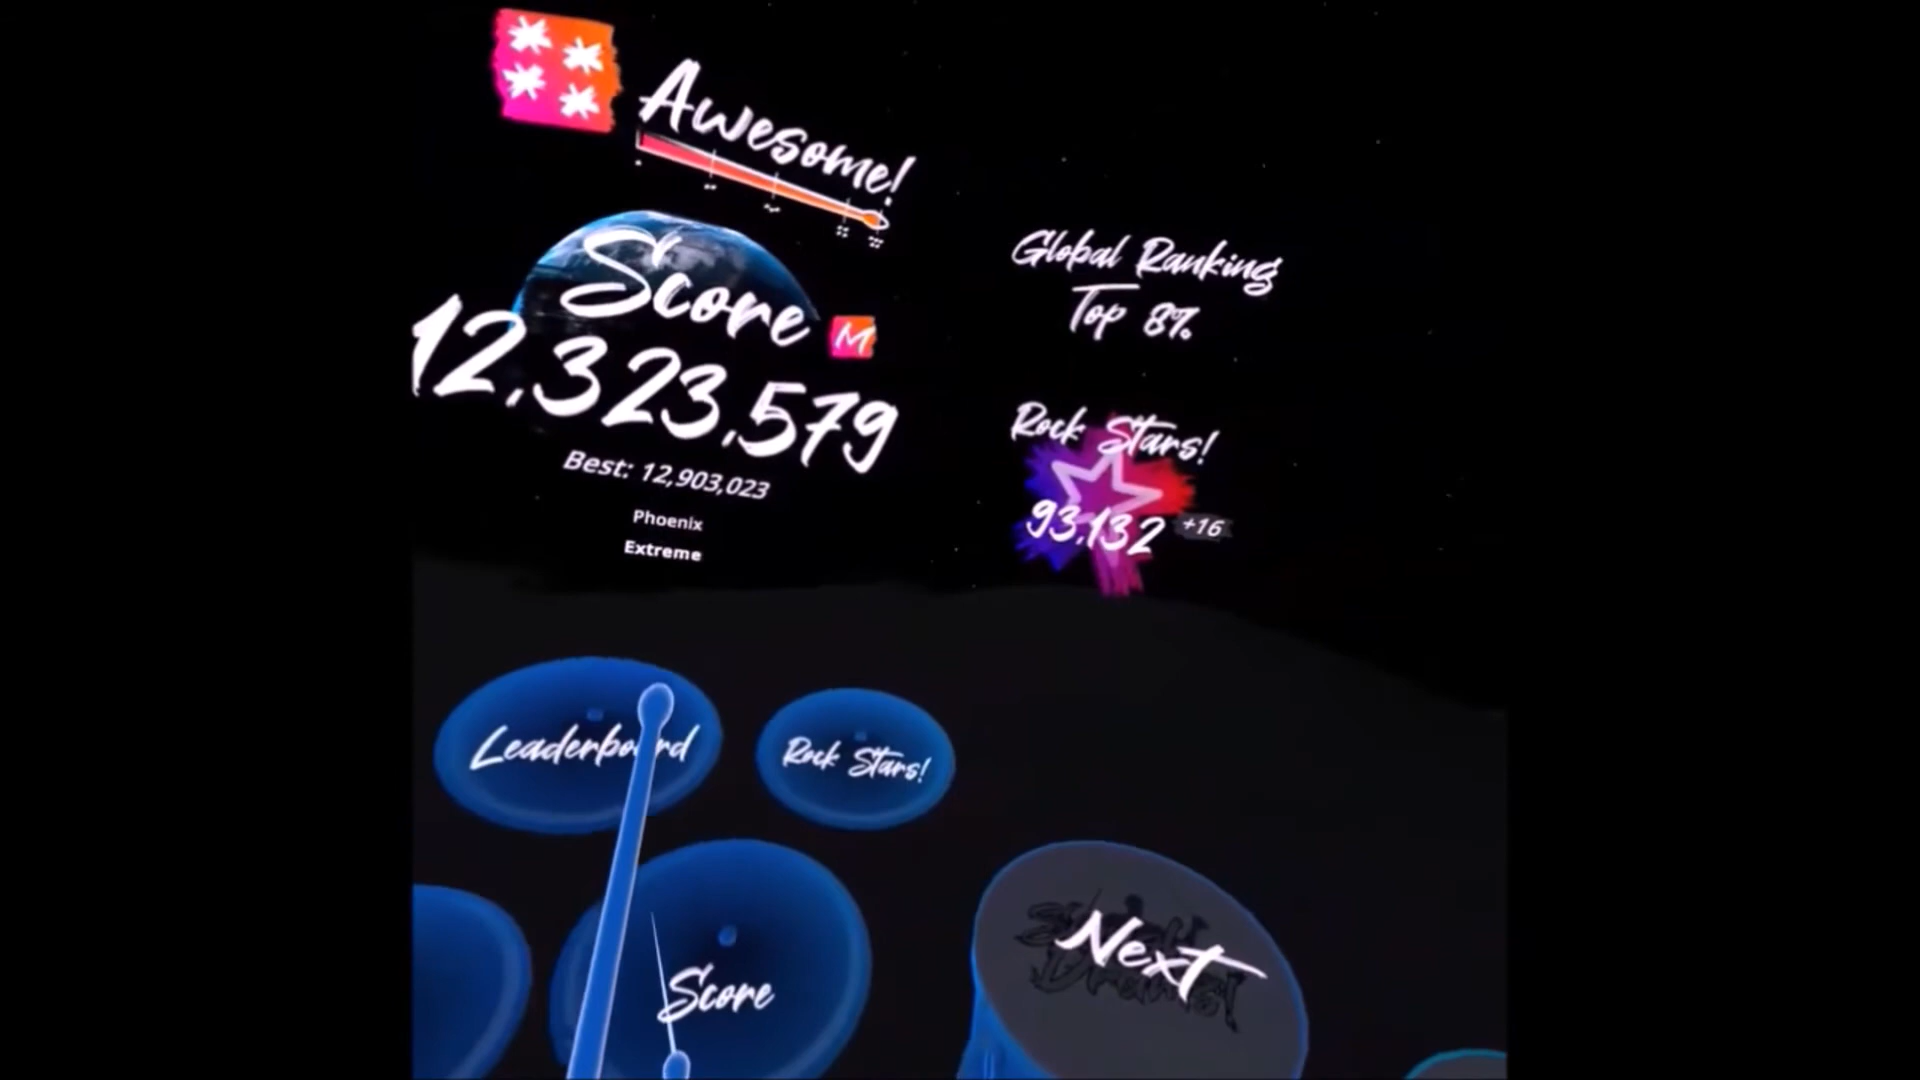 Awesome!
Score M
12,323,579
Best: 12,903,023
Phoenix
Extreme
Global Ranking
Top 8%
Rock Stars!
93,132 +16
Leaderboard
Rock Stars!
Score
Next